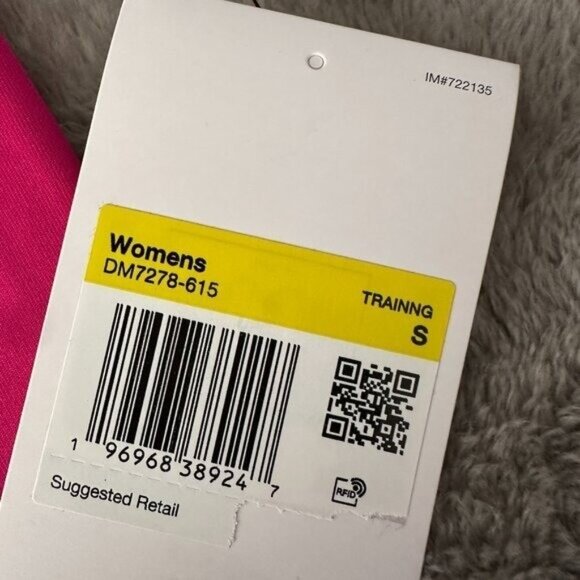 IM#722135
Womens
DM7278-615
TRAINNG
S
1 96968 38924 7
RFID
Suggested Retail